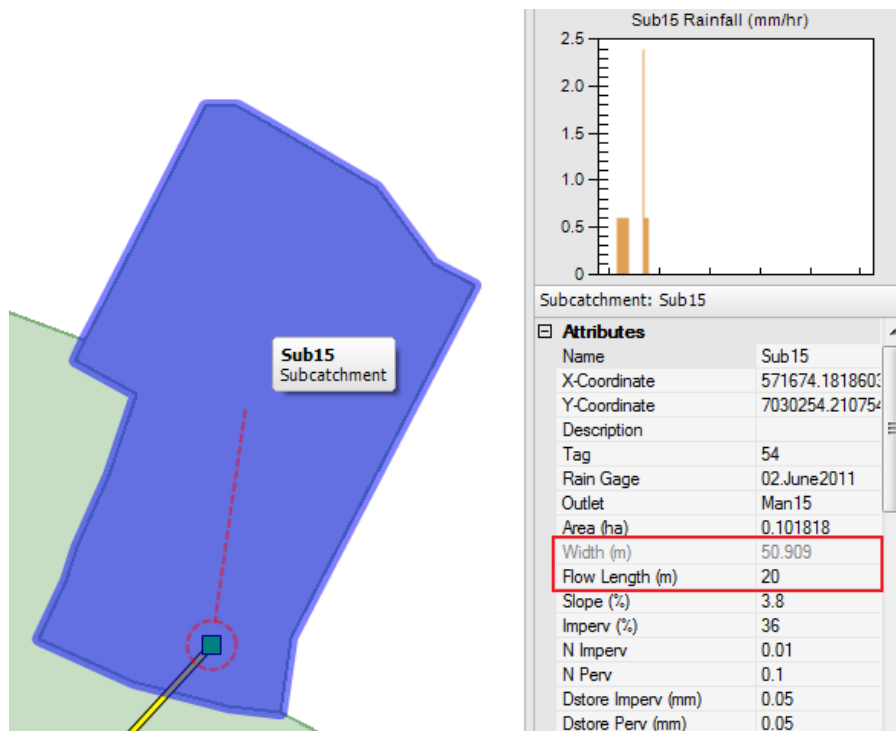 Sub15 Rainfall (mm/hr)
2.5
2.0
1.5
1.0
0.5
0
Sub15
Subcatchment
Subcatchment: Sub15
Attributes
Name Sub15
X-Coordinate 571674.1818603
Y-Coordinate 7030254.210754
Description
Tag 54
Rain Gage 02.June2011
Outlet Man15
Area (ha) 0.101818
Width (m) 50.909
Flow Length (m) 20
Slope (%) 3.8
Imperv (%) 36
N Imperv 0.01
N Perv 0.1
Dstore Imperv (mm) 0.05
Dstore Perv (mm) 0.05